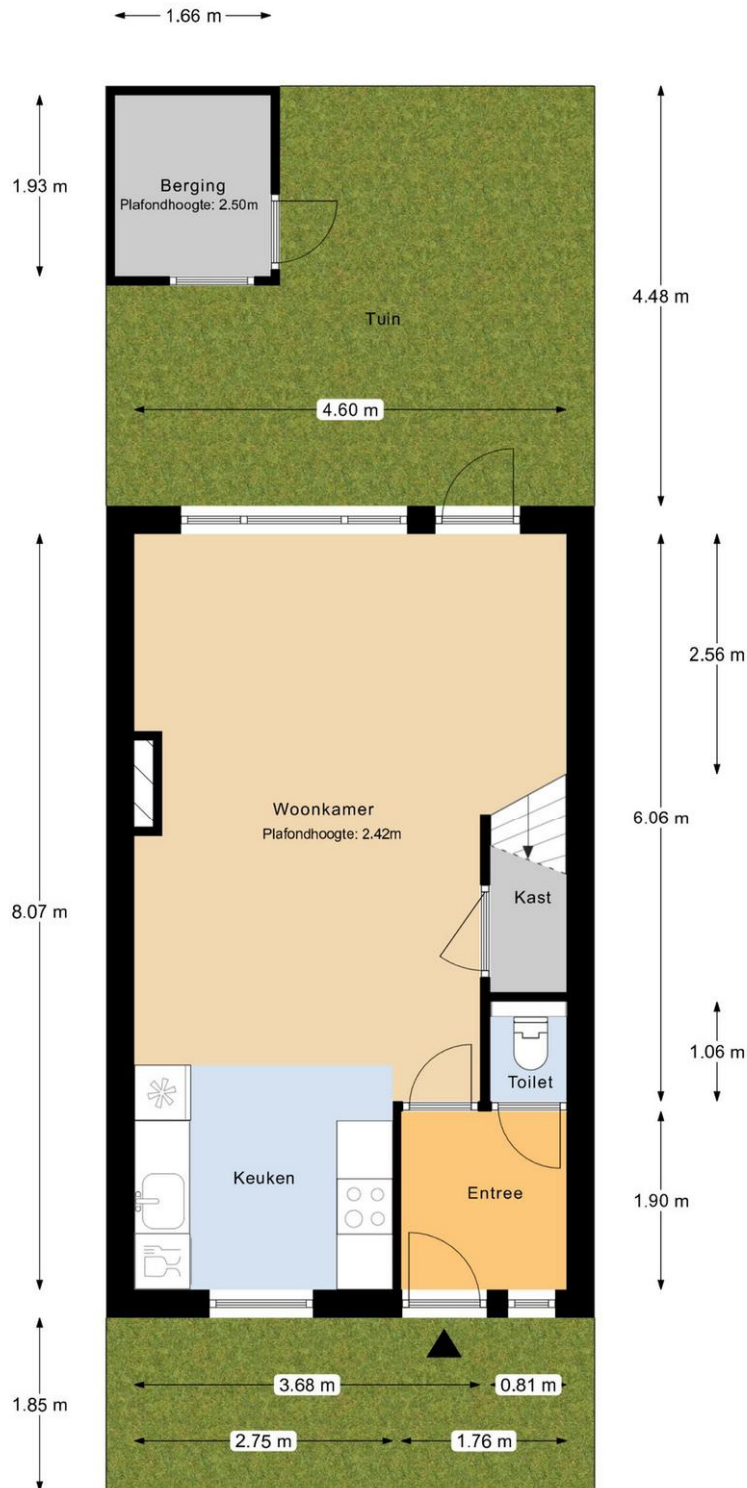 1.66 m
1.93 m
Berging
Plafondhoogte: 2.50m
4.48 m
Tuin
4.60 m
2.56 m
6.06 m
Woonkamer
Plafondhoogte: 2.42m
8.07 m
Kast
1.06 m
Toilet
Keuken
Entree
1.90 m
3.68 m
0.81 m
1.85 m
2.75 m
1.76 m